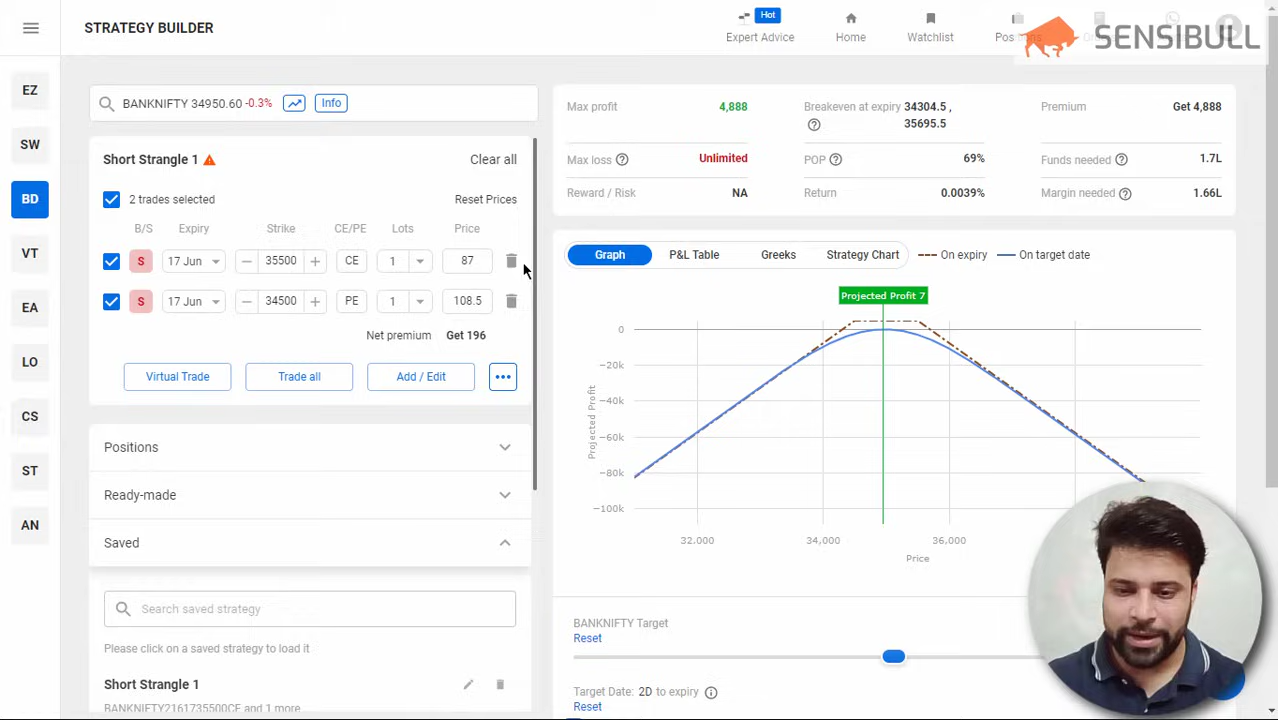 STRATEGY BUILDER
Hot
Expert Advice
Home
Watchlist
SENSIBULL
EZ
SW
BD
VT
EA
LO
CS
ST
AN
BANKNIFTY 34950.60 -0.3%
Info
Short Strangle 1
Clear all
2 trades selected
Reset Prices
B/S Expiry Strike CE/PE Lots Price
S 17 Jun − 35500 + CE 1 87
S 17 Jun − 34500 + PE 1 108.5
Net premium Get 196
Virtual Trade
Trade all
Add / Edit
Positions
Ready-made
Saved
Search saved strategy
Please click on a saved strategy to load it
Short Strangle 1
BANKNIFTY2161735500CE and 1 more
Max profit 4,888
Breakeven at expiry 34304.5 ,
35695.5
Premium Get 4,888
Max loss Unlimited
POP 69%
Funds needed 1.7L
Reward / Risk NA
Return 0.0039%
Margin needed 1.66L
Graph
P&L Table
Greeks
Strategy Chart
On expiry
On target date
Projected Profit 7
0
−20k
−40k
−60k
−80k
−100k
Projected Profit
32,000
34,000
36,000
Price
BANKNIFTY Target
Reset
Target Date: 2D to expiry
Reset